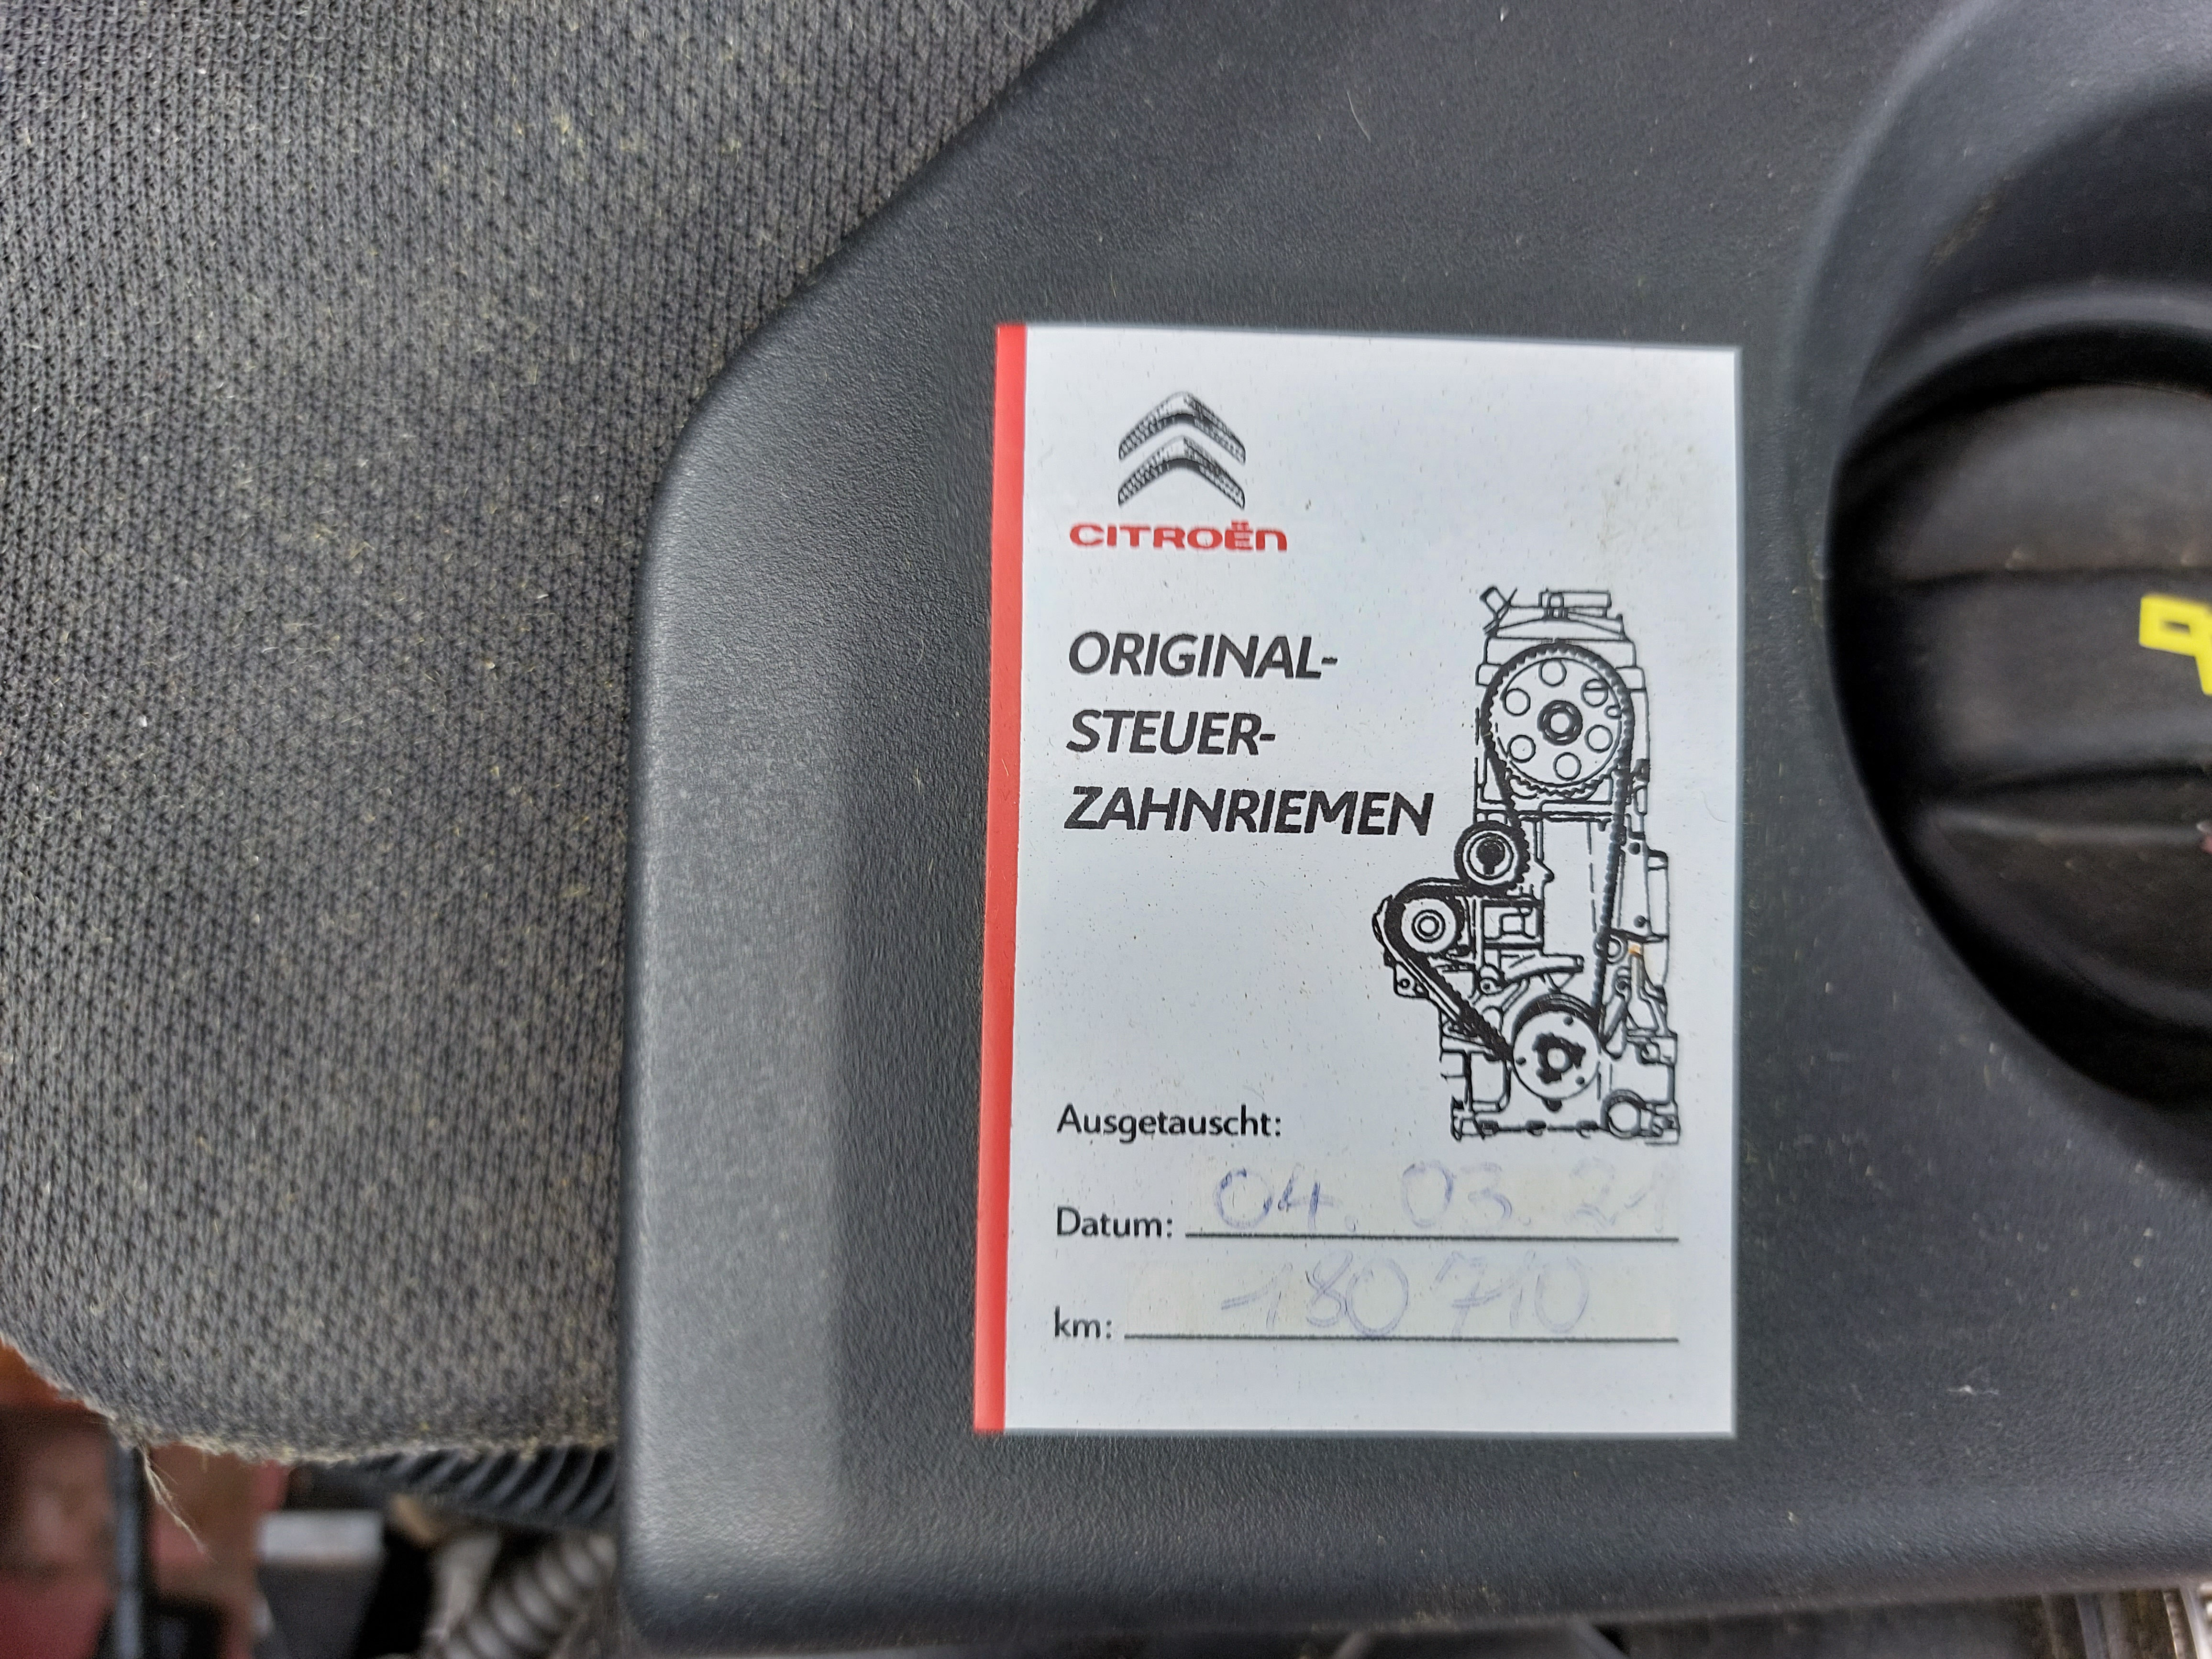 CITROËN
ORIGINAL-
STEUER-
ZAHNRIEMEN
Ausgetauscht:
Datum: 04. 03. 21
km: 180 710